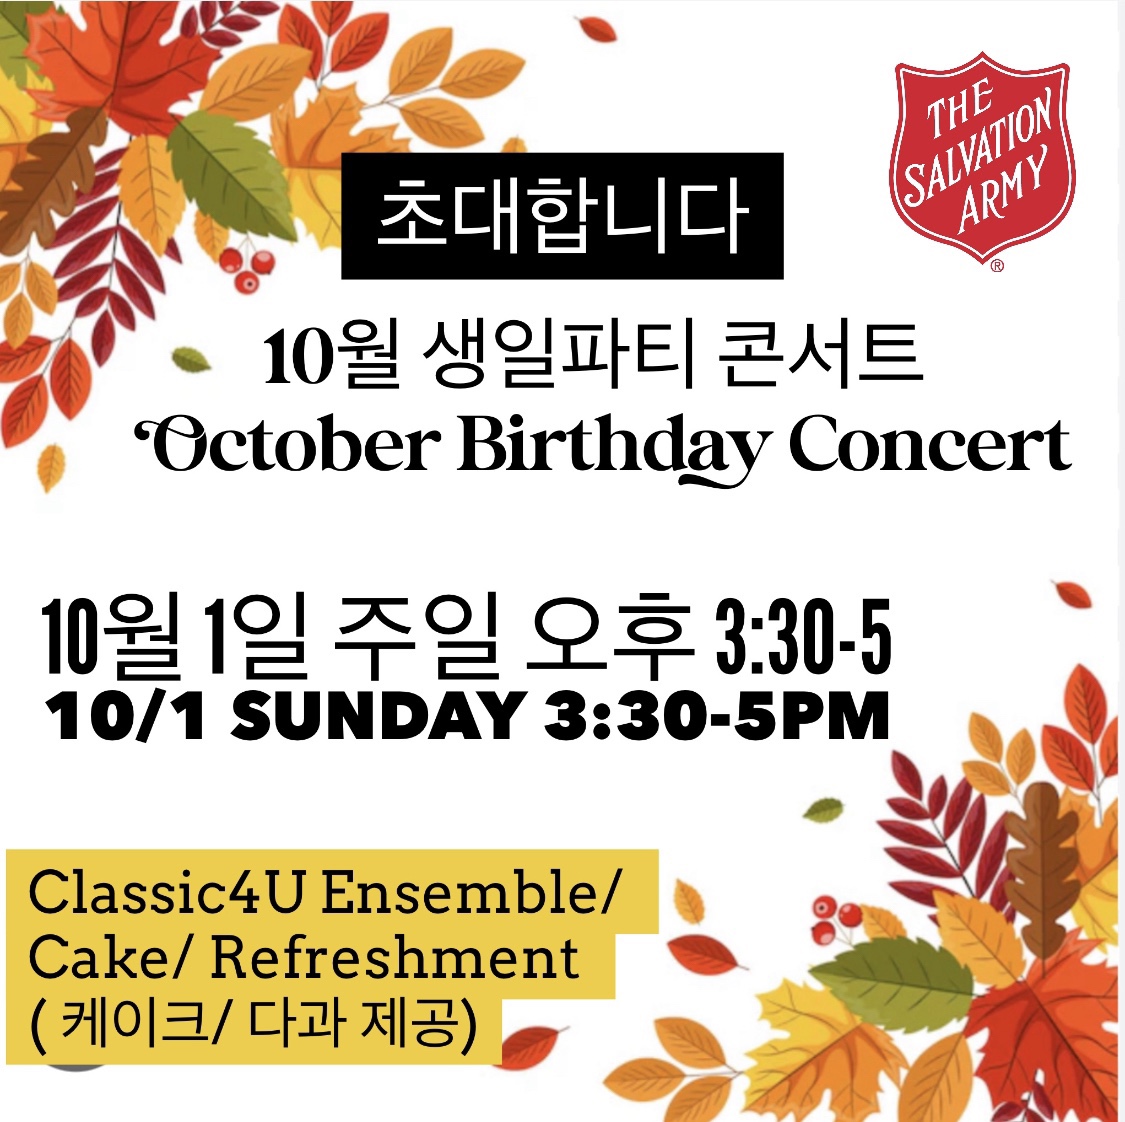 THE
SALVATION
ARMY
®
초대합니다
10월 생일파티 콘서트
October Birthday Concert
10월 1일 주일 오후 3:30-5
10/1 SUNDAY 3:30-5PM
Classic4U Ensemble/
Cake/ Refreshment
( 케이크/ 다과 제공)